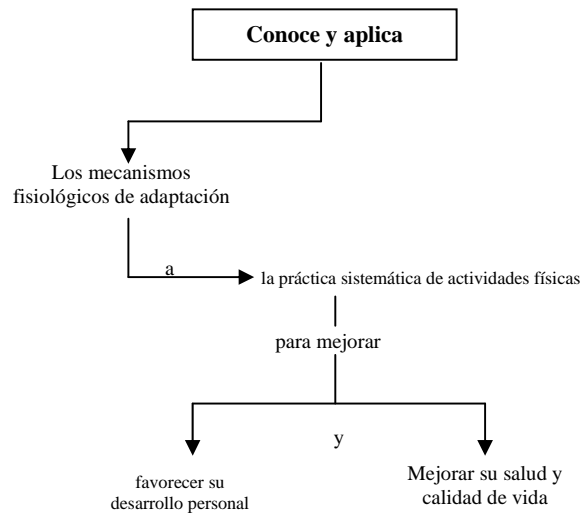 Conoce y aplica
Los mecanismos
fisiológicos de adaptación
a
la práctica sistemática de actividades físicas
para mejorar
y
favorecer su
desarrollo personal
Mejorar su salud y
calidad de vida